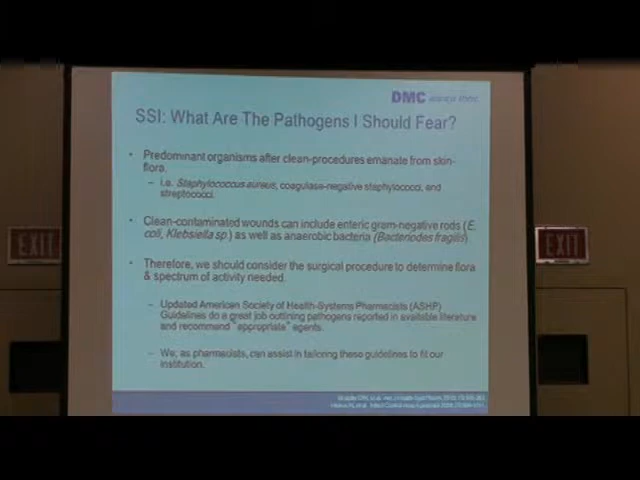 DMC
SSI: What Are The Pathogens I Should Fear?
• Predominant organisms after clean-procedures emanate from skin-
flora.
– i.e. Staphylococcus aureus, coagulase-negative staphylococci, and
streptococci.
• Clean-contaminated wounds can include enteric gram-negative rods (E.
coli, Klebsiella sp.) as well as anaerobic bacteria (Bacteriodes fragilis).
• Therefore, we should consider the surgical procedure to determine flora
& spectrum of activity needed.
– Updated American Society of Health-Systems Pharmacists (ASHP)
Guidelines do a great job outlining pathogens reported in available literature
and recommend "appropriate" agents.
– We, as pharmacists, can assist in tailoring these guidelines to fit our
institution.
EXIT
EXIT